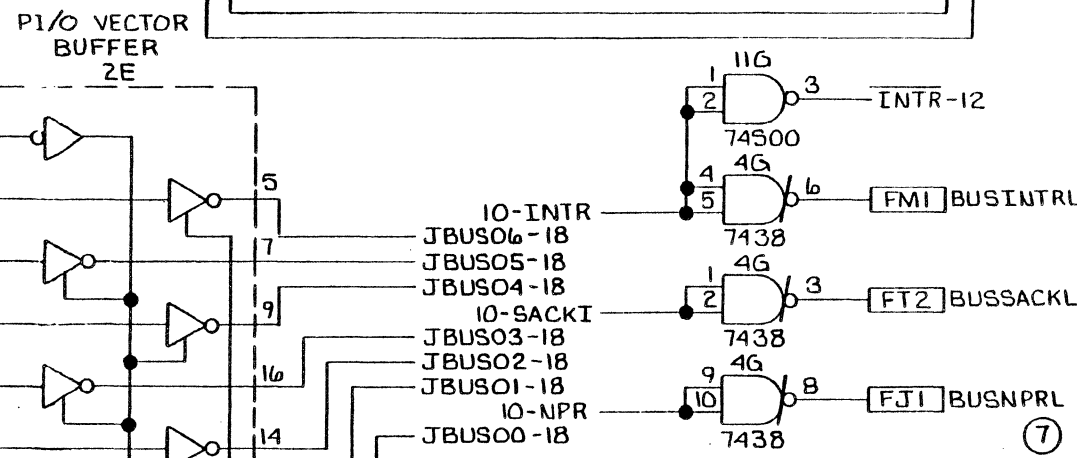 PI/O VECTOR
BUFFER
2E
5
7
9
16
14
10-INTR
JBUS06-18
JBUS05-18
JBUS04-18
10-SACKI
JBUS03-18
JBUS02-18
JBUS01-18
10-NPR
JBUS00-18
11G
1
2
3
74S00
INTR-12
4G
4
5
6
7438
FM1 BUSINTRL
4G
1
2
3
7438
FT2 BUSSACKL
4G
9
10
8
7438
FJ1 BUSNPRL
7